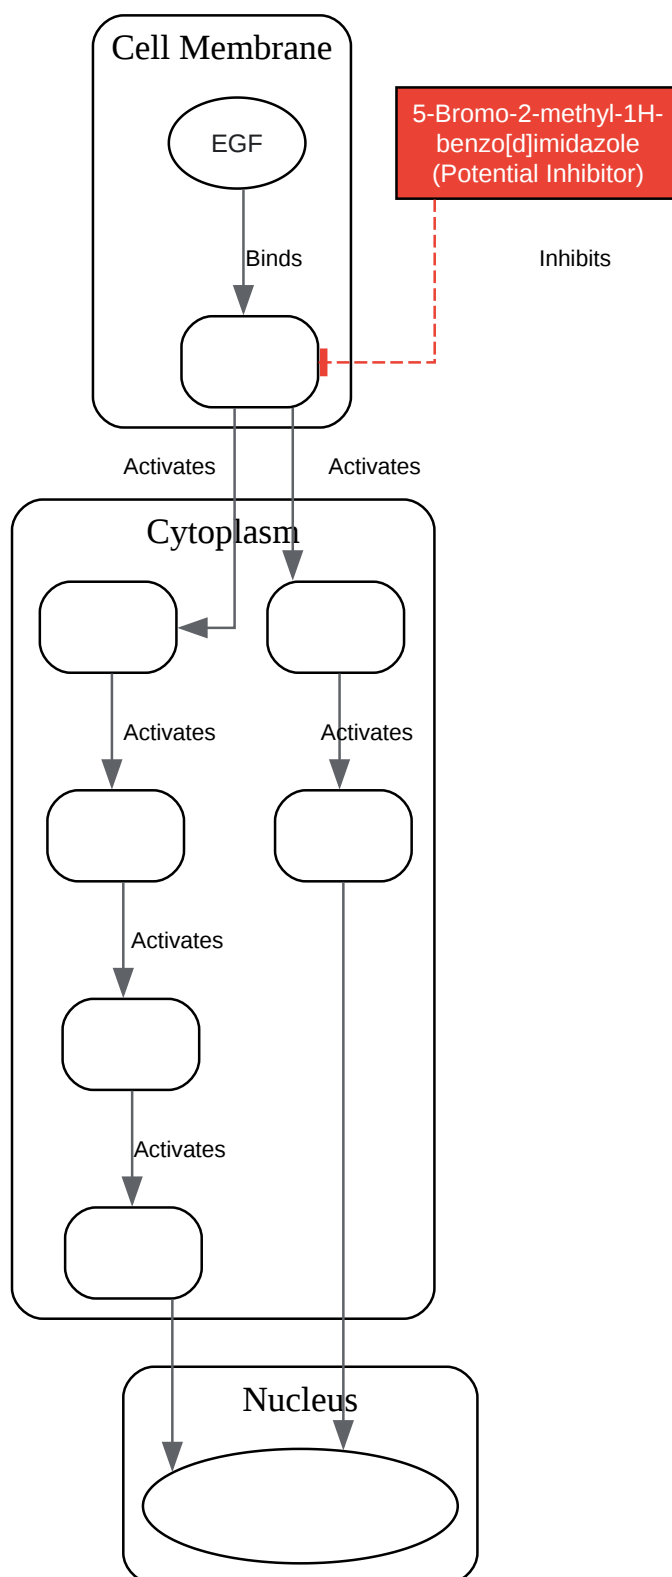 Cell Membrane
EGF
5-Bromo-2-methyl-1H-
benzo[d]imidazole
(Potential Inhibitor)
Binds
Inhibits
Activates
Activates
Cytoplasm
Activates
Activates
Activates
Activates
Nucleus